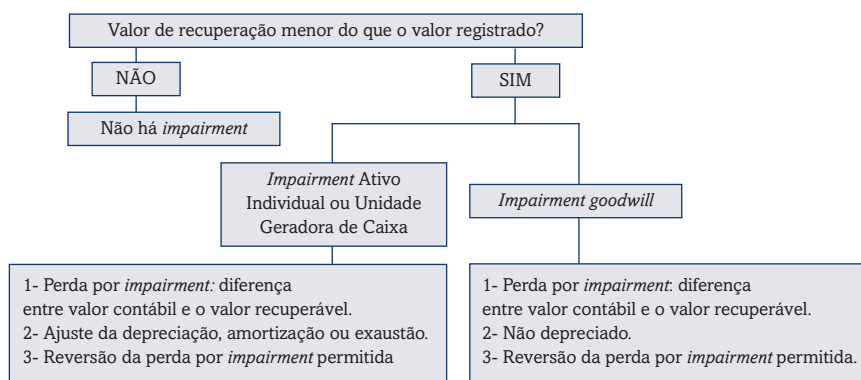 Valor de recuperação menor do que o valor registrado?
NÃO
SIM
Não há impairment
Impairment Ativo
Individual ou Unidade
Geradora de Caixa
Impairment goodwill
1- Perda por impairment: diferença
entre valor contábil e o valor recuperável.
2- Ajuste da depreciação, amortização ou exaustão.
3- Reversão da perda por impairment permitida
1- Perda por impairment: diferença
entre valor contábil e o valor recuperável.
2- Não depreciado.
3- Reversão da perda por impairment permitida.